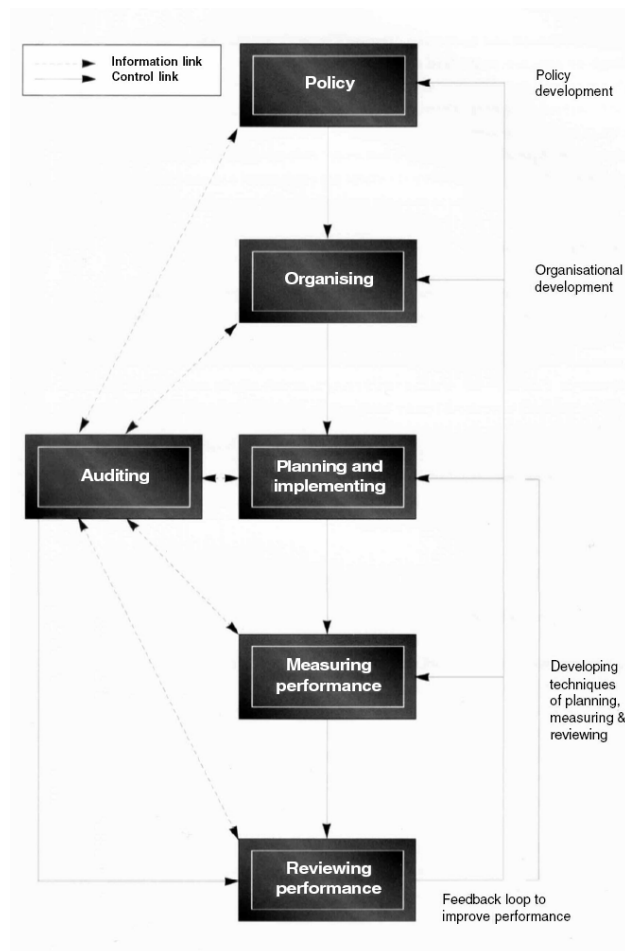 Information link
Control link
Policy
Policy
development
Organising
Organisational
development
Auditing
Planning and
implementing
Measuring
performance
Developing
techniques
of planning,
measuring &
reviewing
Reviewing
performance
Feedback loop to
improve performance